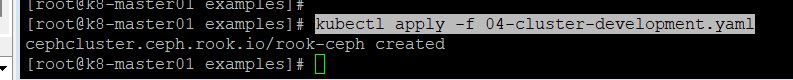 [root@k8-master01 examples]#
[root@k8-master01 examples]# kubectl apply -f 04-cluster-development.yaml
cephcluster.ceph.rook.io/rook-ceph created
[root@k8-master01 examples]#